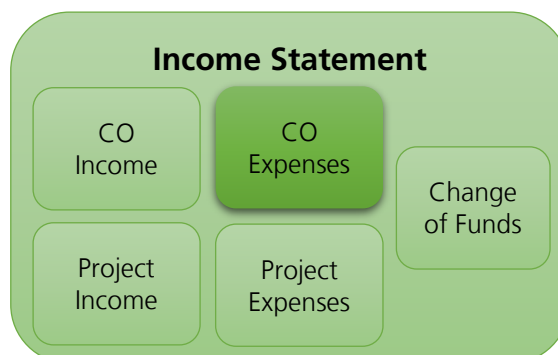 Income Statement
CO
Income
CO
Expenses
Change
of Funds
Project
Income
Project
Expenses